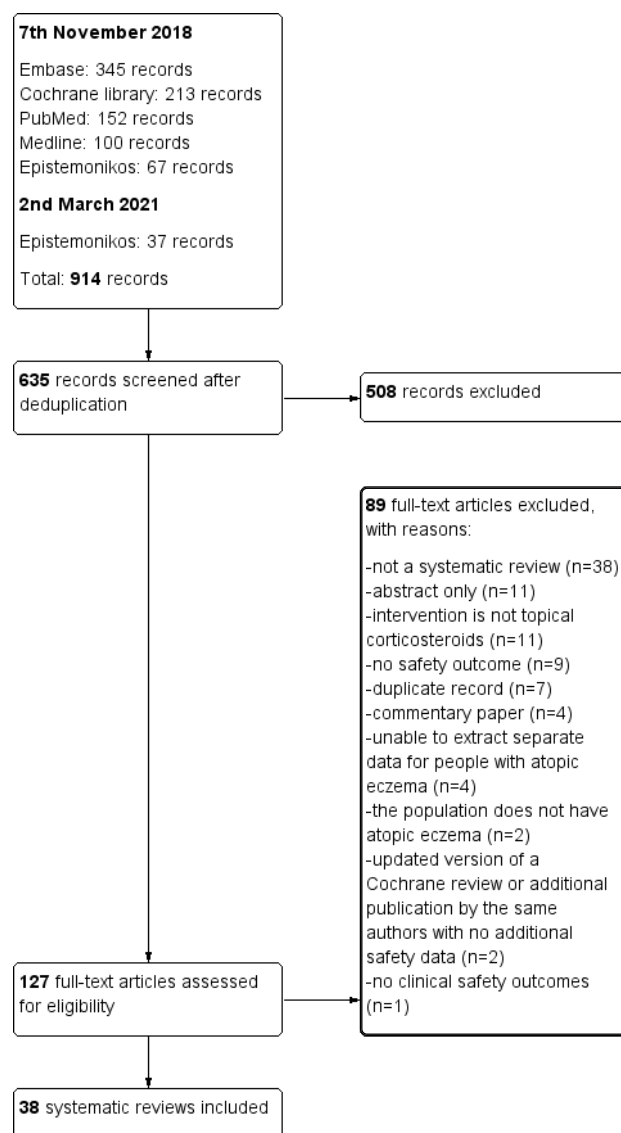 7th November 2018
Embase: 345 records
Cochrane library: 213 records
PubMed: 152 records
Medline: 100 records
Epistemonikos: 67 records
2nd March 2021
Epistemonikos: 37 records
Total: 914 records
635 records screened after
deduplication
508 records excluded
89 full-text articles excluded,
with reasons:
-not a systematic review (n=38)
-abstract only (n=11)
-intervention is not topical
corticosteroids (n=11)
-no safety outcome (n=9)
-duplicate record (n=7)
-commentary paper (n=4)
-unable to extract separate
data for people with atopic
eczema (n=4)
-the population does not have
atopic eczema (n=2)
-updated version of a
Cochrane review or additional
publication by the same
authors with no additional
safety data (n=2)
-no clinical safety outcomes
(n=1)
127 full-text articles assessed
for eligibility
38 systematic reviews included